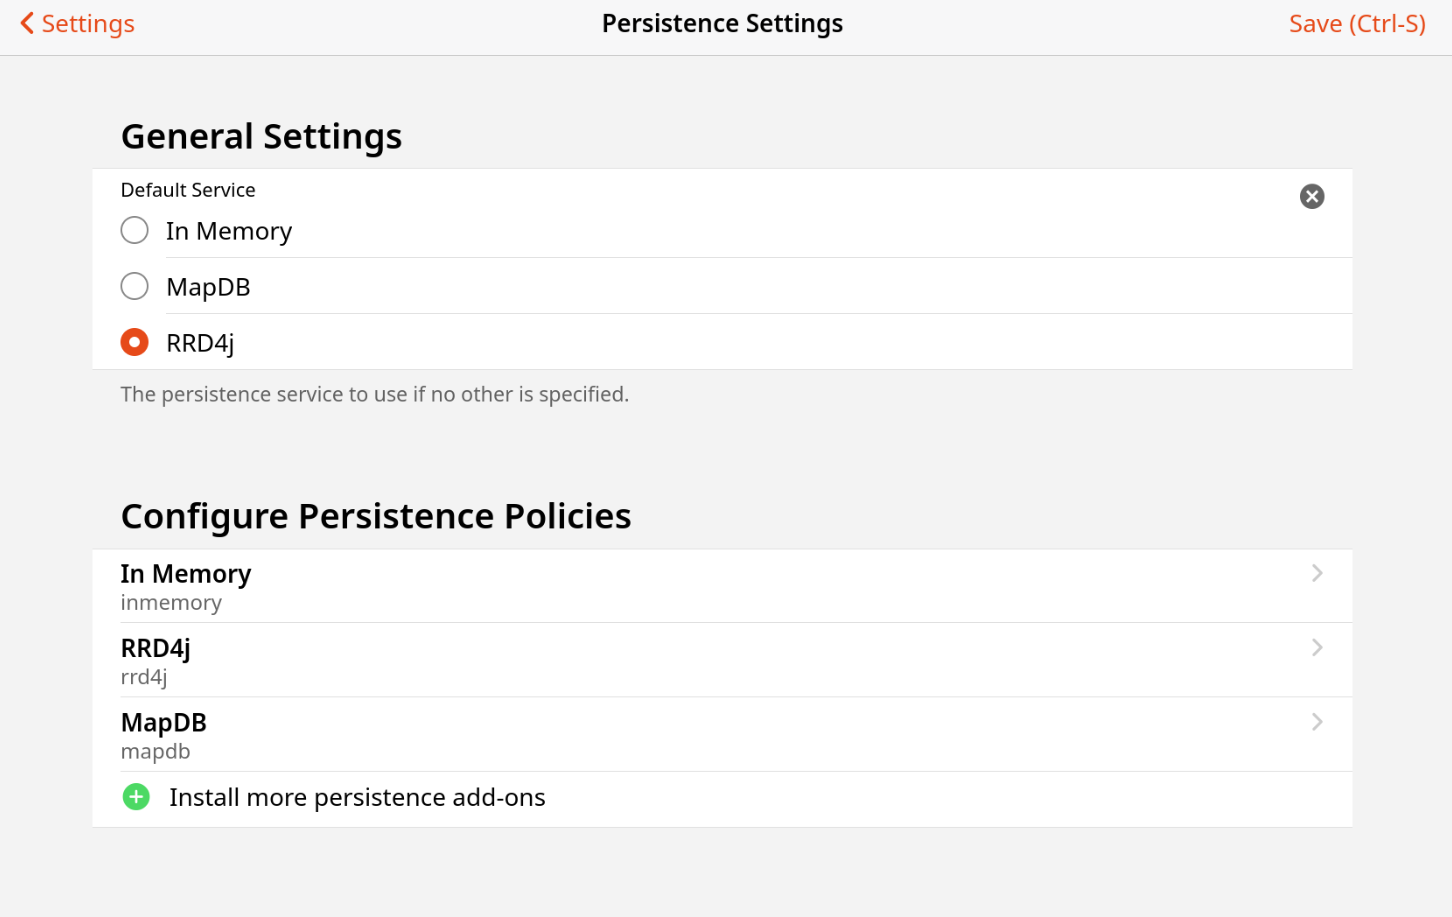 Settings
Persistence Settings
Save (Ctrl-S)
General Settings
Default Service
In Memory
MapDB
RRD4j
The persistence service to use if no other is specified.
Configure Persistence Policies
In Memory
inmemory
RRD4j
rrd4j
MapDB
mapdb
Install more persistence add-ons